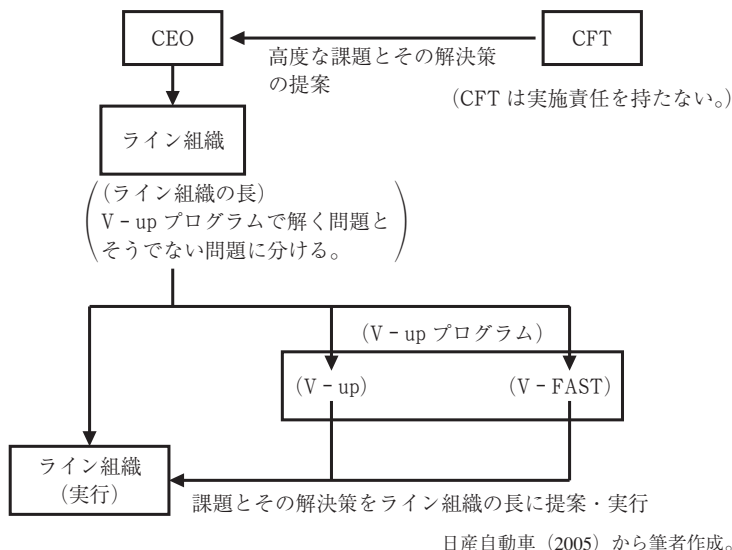 CEO
CFT
高度な課題とその解決策
の提案
（CFT は実施責任を持たない。）
ライン組織
（ライン組織の長）
V‐up プログラムで解く問題と
そうでない問題に分ける。
（V‐up プログラム）
（V‐up）
（V‐FAST）
ライン組織
（実行）
課題とその解決策をライン組織の長に提案・実行
日産自動車（2005）から筆者作成。